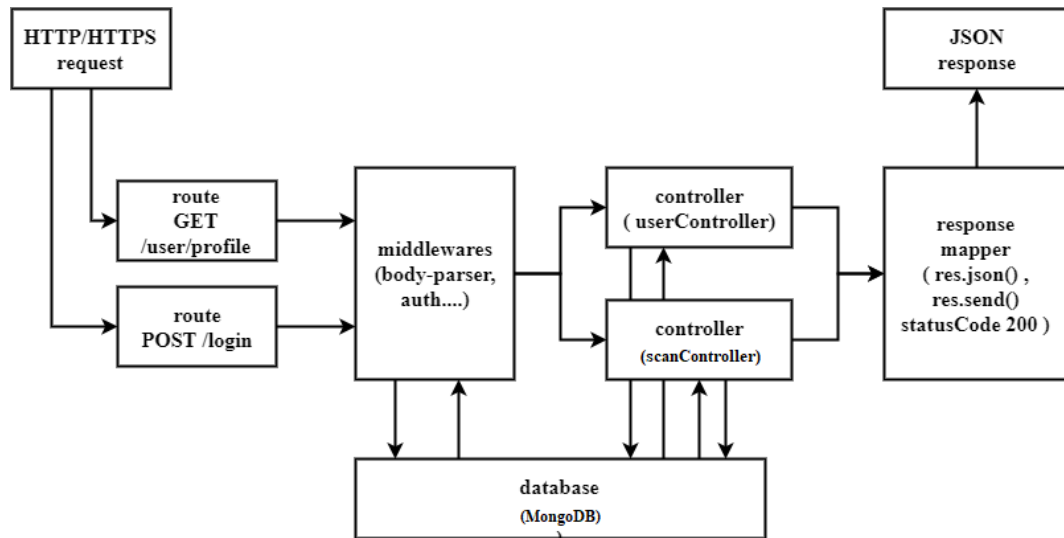 HTTP/HTTPS
request
JSON
response
route
GET
/user/profile
route
POST /login
middlewares
(body-parser,
auth....)
controller
( userController)
controller
(scanController)
response
mapper
( res.json() ,
res.send()
statusCode 200 )
database
(MongoDB)
)